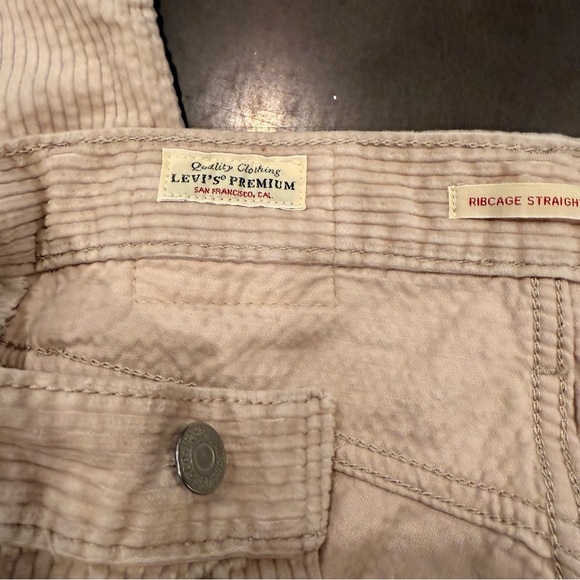 Quality Clothing
LEVI'S® PREMIUM
SAN FRANCISCO, CAL.
RIBCAGE STRAIGHT